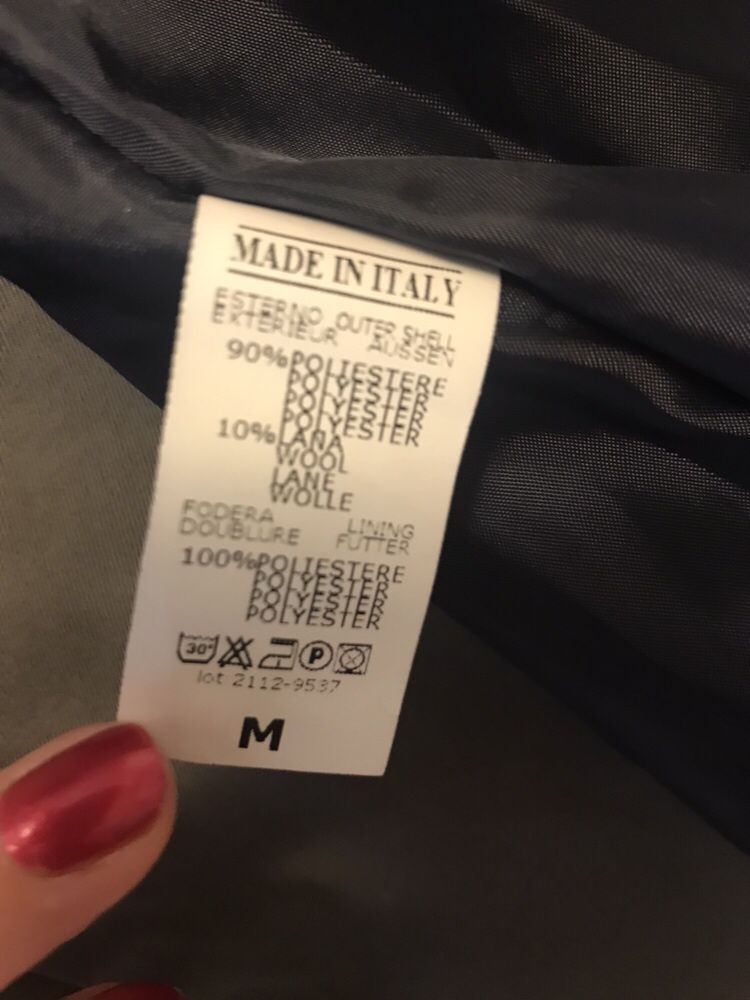 MADE IN ITALY
ESTERNO OUTER SHELL
EXTERIEUR AUSSEN
90% POLIESTERE
POLYESTER
POLYESTER
POLYESTER
10% LANA
WOOL
LANE
WOLLE
FODERA LINING
DOUBLURE FUTTER
100% POLIESTERE
POLYESTER
POLYESTER
POLYESTER
30° P
lot 2112-9537
M